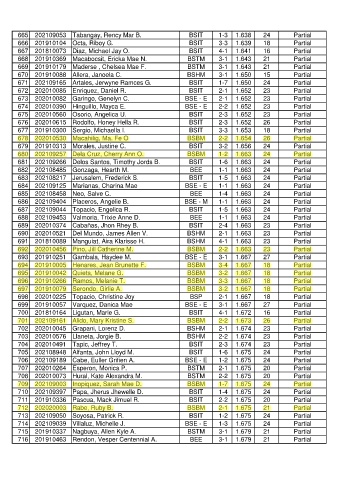 665 202109053 Tabangay, Rency Mar B. BSIT 1-3 1.638 24 Partial
666 201910104 Octa, Riboy G. BSIT 3-3 1.639 18 Partial
667 201810073 Diaz, Michael Jay O. BSIT 4-1 1.641 16 Partial
668 201910369 Macabocsit, Ericka Mae N. BSTM 3-1 1.643 21 Partial
669 201910179 Maderse , Chelsea Mae F. BSTM 3-1 1.643 21 Partial
670 201910088 Allera, Janoela C. BSHM 3-1 1.650 15 Partial
671 202109165 Artales, Jerwyne Ramces G. BSIT 1-7 1.650 24 Partial
672 202010085 Enriquez, Daniel R. BSIT 2-1 1.652 23 Partial
673 202010082 Garingo, Genelyn C. BSE - E 2-1 1.652 23 Partial
674 202010390 Hinguillo, Mayca E. BSE - E 2-2 1.652 23 Partial
675 202010560 Osorio, Angelica U. BSIT 2-3 1.652 23 Partial
676 202010615 Rodolfo, Honey Hella R. BSIT 2-3 1.652 26 Partial
677 201910300 Sergio, Michaella I. BSIT 3-3 1.653 18 Partial
678 202010530 Macahilig, Ma. Fe G BSBM 2-2 1.654 26 Partial
679 201910313 Morales, Justine C. BSIT 3-2 1.656 24 Partial
680 202109257 Dela Cruz, Cherry Ann O. BSBM 1-2 1.663 24 Partial
681 202109266 Delos Santos, Timothy Jords B. BSIT 1-6 1.663 24 Partial
682 202108485 Gonzaga, Hearth M. BEE 1-1 1.663 24 Partial
683 202108217 Jerusalem, Frederick S. BSIT 1-5 1.663 24 Partial
684 202109125 Marianas, Charina Mae BSE - E 1-1 1.663 24 Partial
685 202108458 Neo, Salve C. BEE 1-4 1.663 24 Partial
686 202109404 Placeros, Angelie B. BSE - M 1-1 1.663 24 Partial
687 202109044 Topacio, Engelica R. BSIT 1-5 1.663 24 Partial
688 202109453 Valmoria, Trixie Anne D. BEE 1-1 1.663 24 Partial
689 202010374 Cabañas, Jhon Rhey B. BSIT 2-4 1.663 23 Partial
690 202010521 Del Mundo, James Allen V. BSHM 2-1 1.663 23 Partial
691 201810088 Manguiat, Aira Klarisse H. BSHM 4-1 1.663 23 Partial
692 202010456 Pino, Jill Catherine M. BSBM 2-2 1.663 23 Partial
693 201910251 Gambala, Haydee M. BSE - E 3-1 1.667 27 Partial
694 201910005 Henares, Jean Brunette F. BSBM 3-4 1.667 18 Partial
695 201910042 Quiets, Melane G. BSBM 3-2 1.667 18 Partial
696 201910266 Ramos, Melanie T. BSBM 3-3 1.667 18 Partial
697 201910079 Serondo, Girlie A. BSBM 3-2 1.667 18 Partial
698 202010225 Topacio, Christine Joy BSP 2-1 1.667 18 Partial
699 201910057 Varquez, Danica Mae BSE - E 3-1 1.667 27 Partial
700 201810164 Ligutan, Marie G. BSIT 4-1 1.672 16 Partial
701 202109161 Alido, Mary Kristine S. BSBM 2-2 1.673 26 Partial
702 202010045 Grapani, Lorenz D. BSHM 2-1 1.674 23 Partial
703 202010576 Llaneta, Jorgie B. BSHM 2-2 1.674 23 Partial
704 202010491 Tapic, Jeffrey T. BSIT 2-3 1.674 23 Partial
705 202108948 Alfanta, John Lloyd M. BSIT 1-6 1.675 24 Partial
706 202109189 Cabe, Euller Grilien A. BSE - E 1-2 1.675 24 Partial
707 202010264 Esperon, Monica P. BSTM 2-1 1.675 20 Partial
708 202010073 Hural, Kate Alexandra M. BSTM 2-2 1.675 20 Partial
709 202109003 Inopiquez, Sarah Mae D. BSBM 1-7 1.675 24 Partial
710 202109397 Papa, Jherus Jhewelle D. BSIT 1-4 1.675 24 Partial
711 201910336 Pascua, Mack Jimuel R. BSIT 2-2 1.675 20 Partial
712 202020003 Rabe, Ruby B. BSBM 2-1 1.675 21 Partial
713 202109050 Soyosa, Patrick R. BSIT 1-2 1.675 24 Partial
714 202109039 Villaluz, Michelle J. BSE - E 1-3 1.675 24 Partial
715 201910337 Nagbuya, Allen Kyle A. BSTM 3-1 1.679 21 Partial
716 201910463 Rendon, Vesper Centennial A. BEE 3-1 1.679 21 Partial